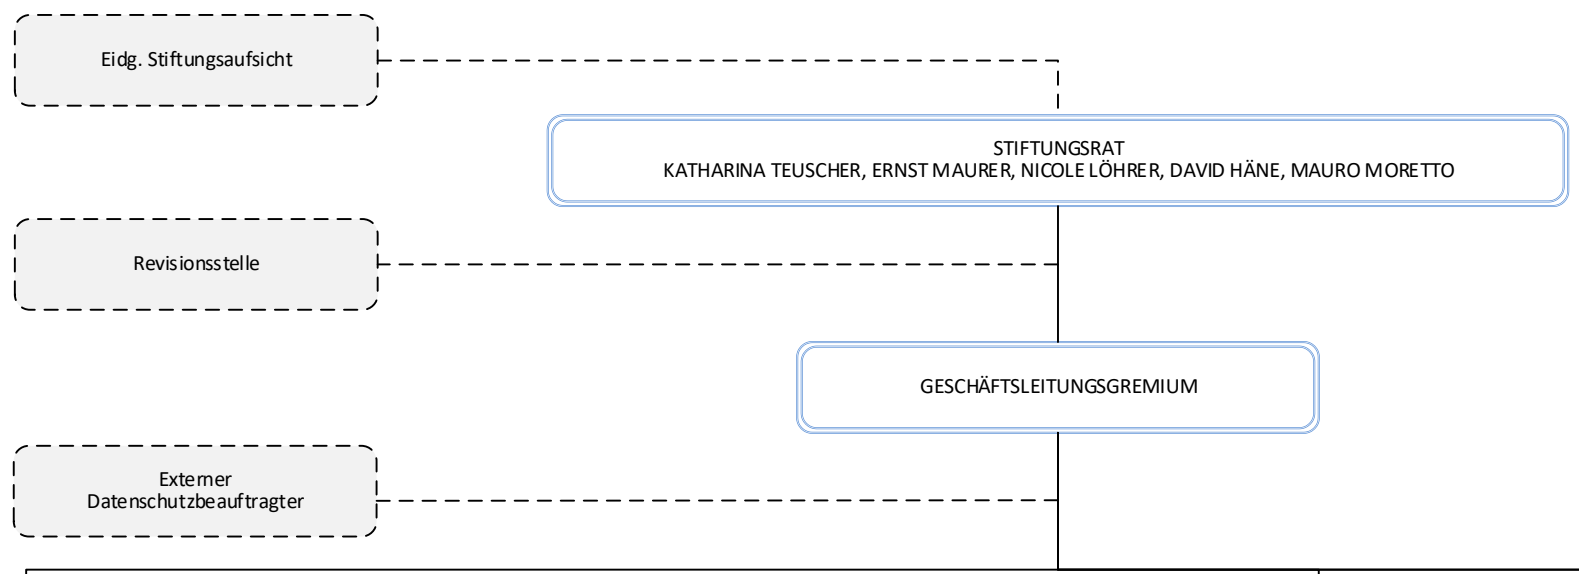 Eidg. Stiftungsaufsicht
STIFTUNGSRAT
KATHARINA TEUSCHER, ERNST MAURER, NICOLE LÖHRER, DAVID HÄNE, MAURO MORETTO
Revisionsstelle
GESCHÄFTSLEITUNGSGREMIUM
Externer
Datenschutzbeauftragter